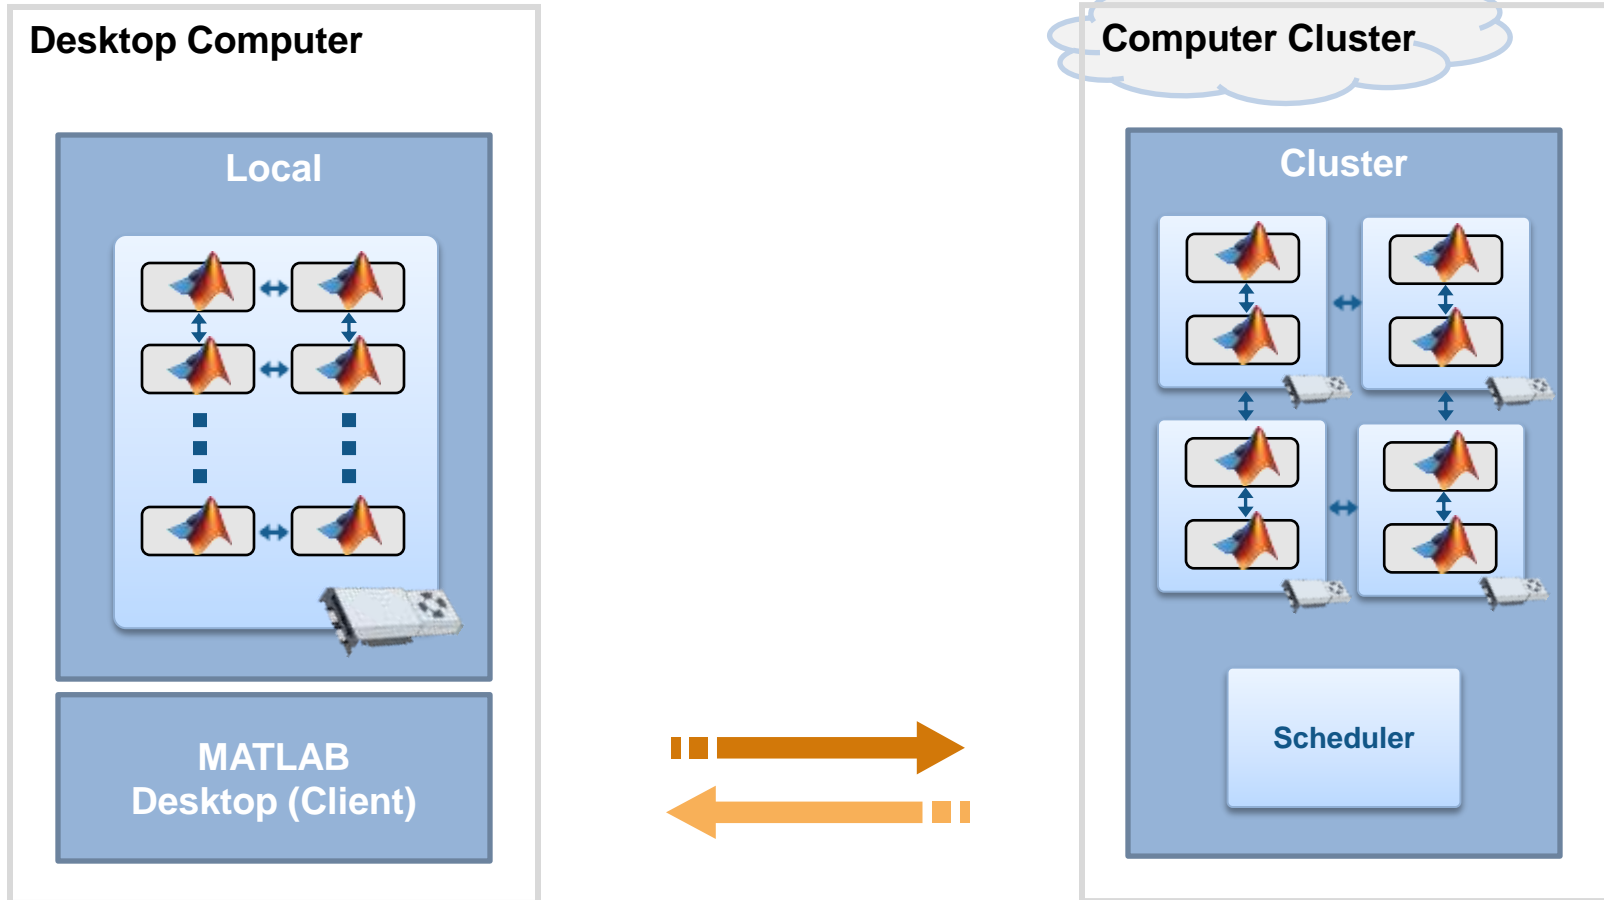 Desktop Computer
Local
MATLAB
Desktop (Client)
Computer Cluster
Cluster
Scheduler